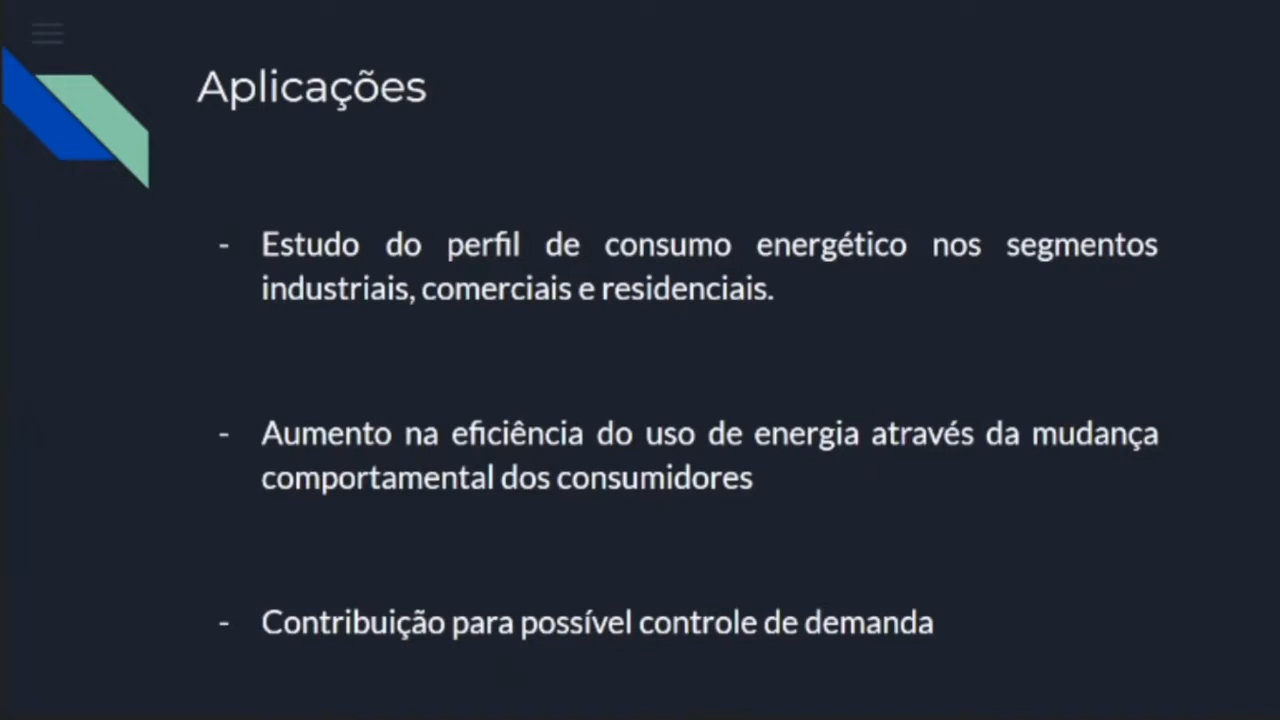 Aplicações
- Estudo do perfil de consumo energético nos segmentos
industriais, comerciais e residenciais.
- Aumento na eficiência do uso de energia através da mudança
comportamental dos consumidores
- Contribuição para possível controle de demanda